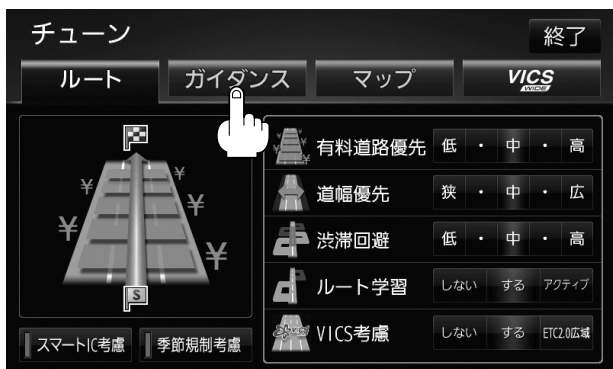 チューン 終了
ルート ガイダンス マップ VICS WIDE
有料道路優先 低 ・ 中 ・ 高
道幅優先 狭 ・ 中 ・ 広
渋滞回避 低 ・ 中 ・ 高
ルート学習 しない する アクティブ
VICS考慮 しない する ETC2.0広域
¥ ¥
¥ ¥
S
スマートIC考慮 季節規制考慮